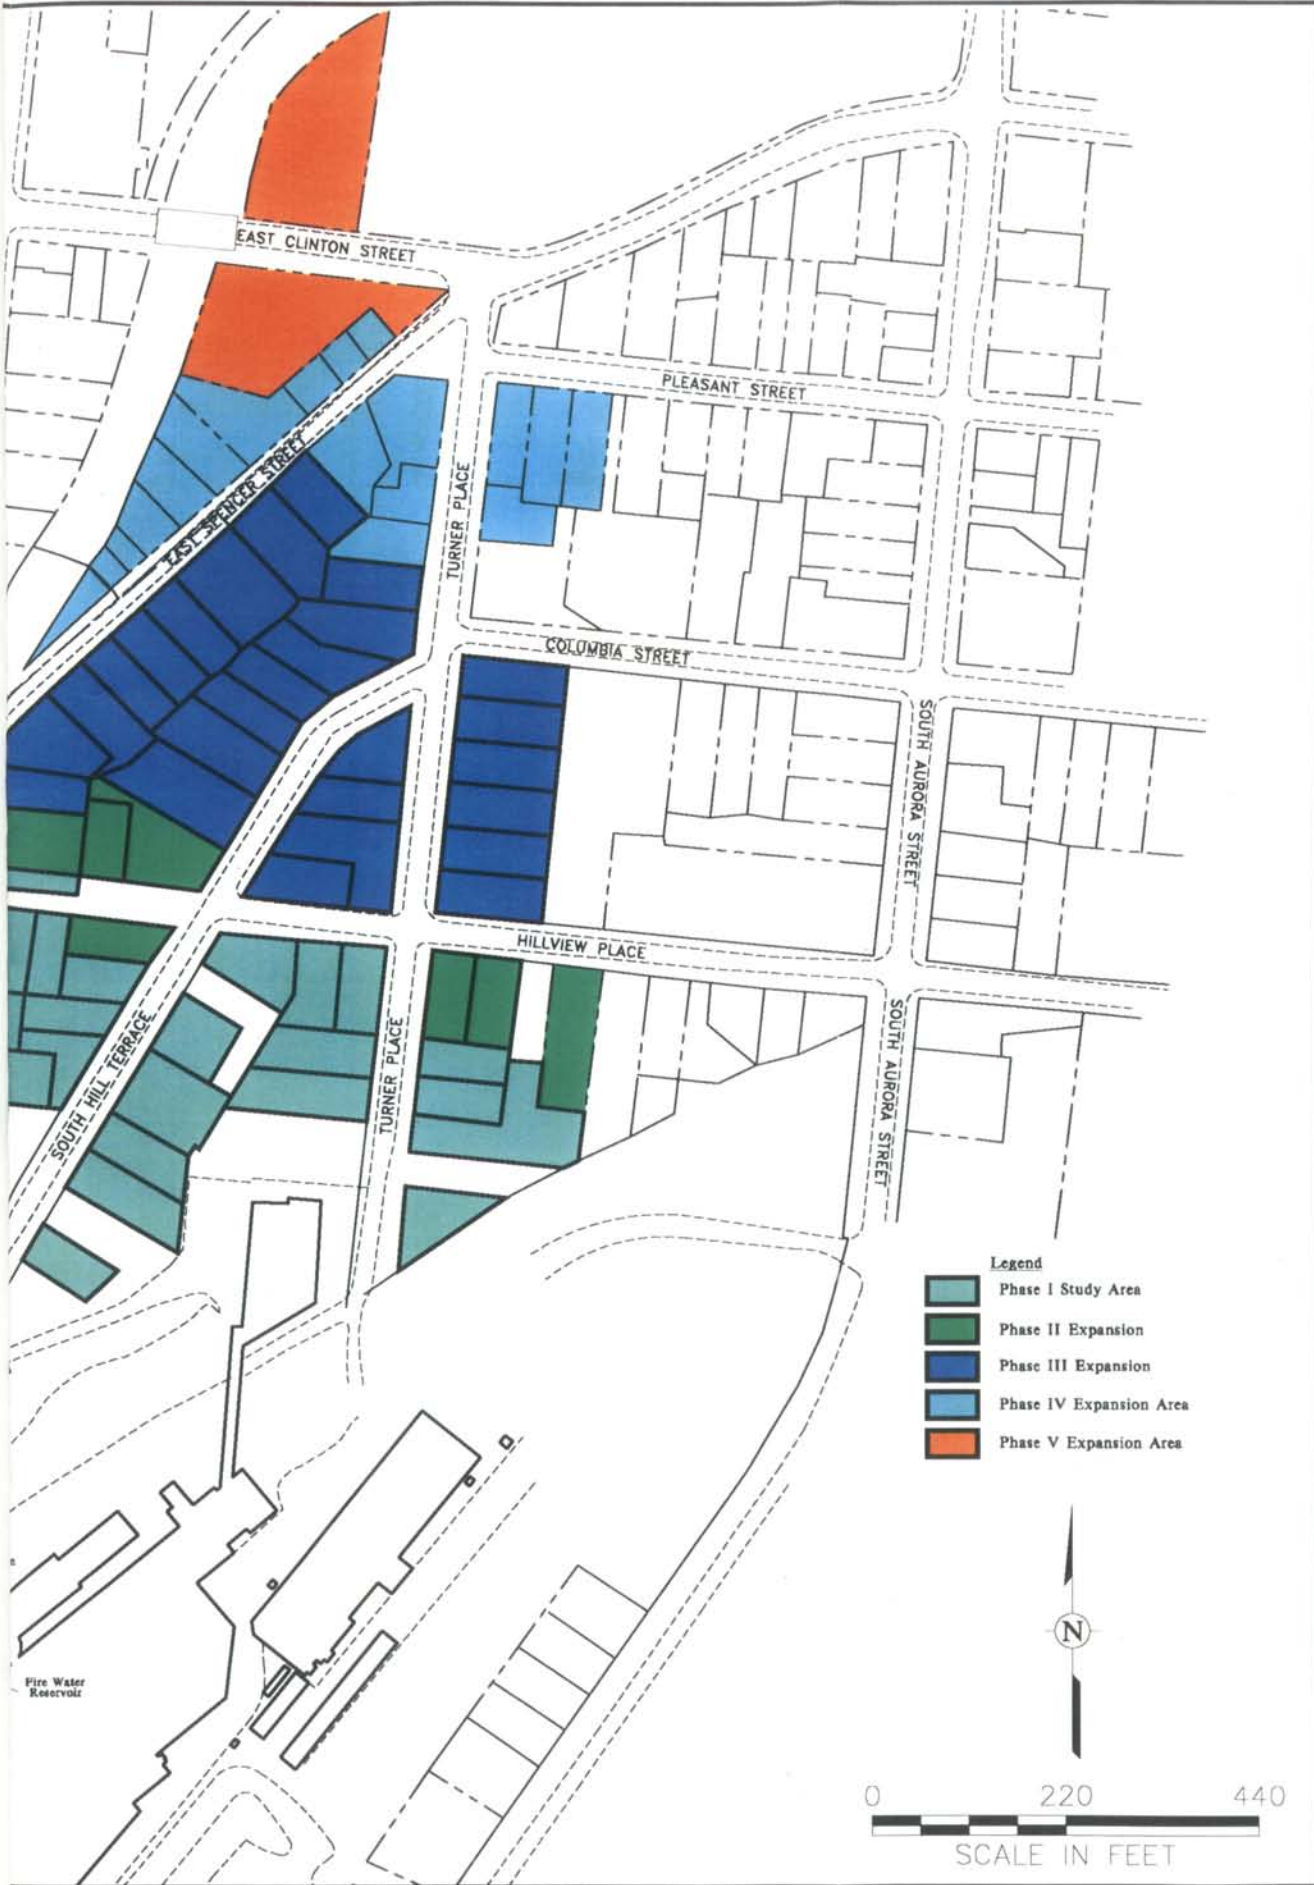 EAST CLINTON STREET
PLEASANT STREET
EAST SPENCER STREET
TURNER PLACE
COLUMBIA STREET
SOUTH AURORA STREET
HILLVIEW PLACE
SOUTH HILL TERRACE
TURNER PLACE
SOUTH AURORA STREET
Legend
Phase I Study Area
Phase II Expansion
Phase III Expansion
Phase IV Expansion Area
Phase V Expansion Area
N
Fire Water
Reservoir
0 220 440
SCALE IN FEET